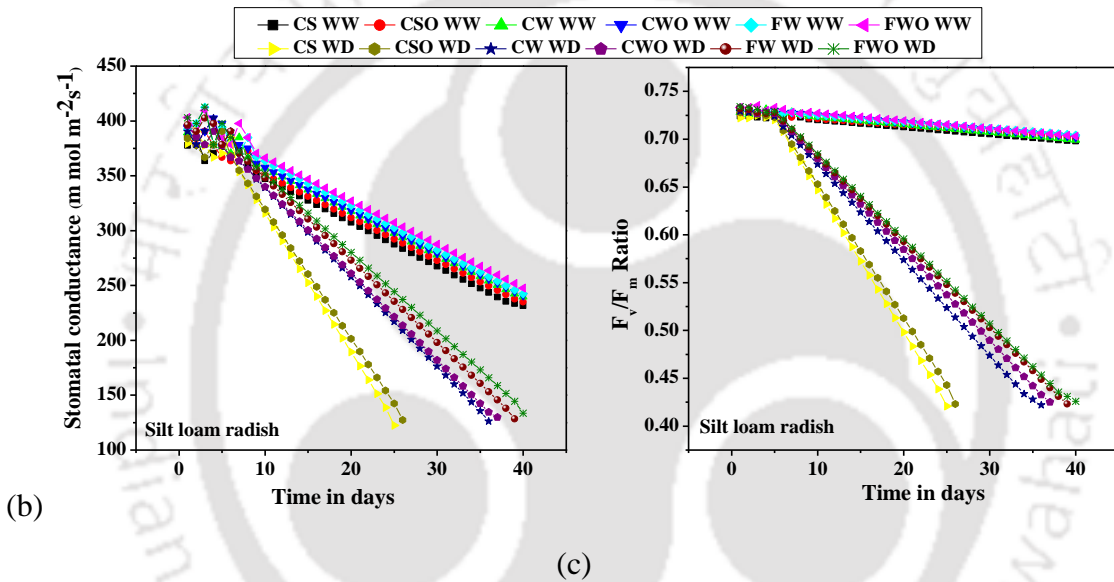 CS WW CSO WW CW WW CWO WW FW WW FWO WW
CS WD CSO WD CW WD CWO WD FW WD FWO WD
Stomatal conductance (m mol m⁻²s⁻¹)
400
350
300
250
200
150
100
0 10 20 30 40
Silt loam radish
Time in days
(b)
Fᵥ/Fₘ Ratio
0.75
0.70
0.65
0.60
0.55
0.50
0.45
0.40
0 10 20 30 40
Silt loam radish
Time in days
(c)